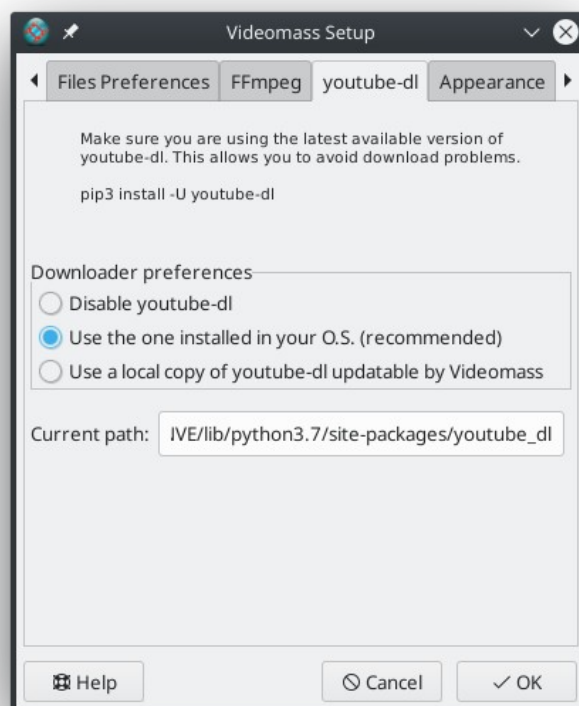 Videomass Setup
Files Preferences FFmpeg youtube-dl Appearance
Make sure you are using the latest available version of
youtube-dl. This allows you to avoid download problems.
pip3 install -U youtube-dl
Downloader preferences
Disable youtube-dl
Use the one installed in your O.S. (recommended)
Use a local copy of youtube-dl updatable by Videomass
Current path: IVE/lib/python3.7/site-packages/youtube_dl
Help Cancel OK